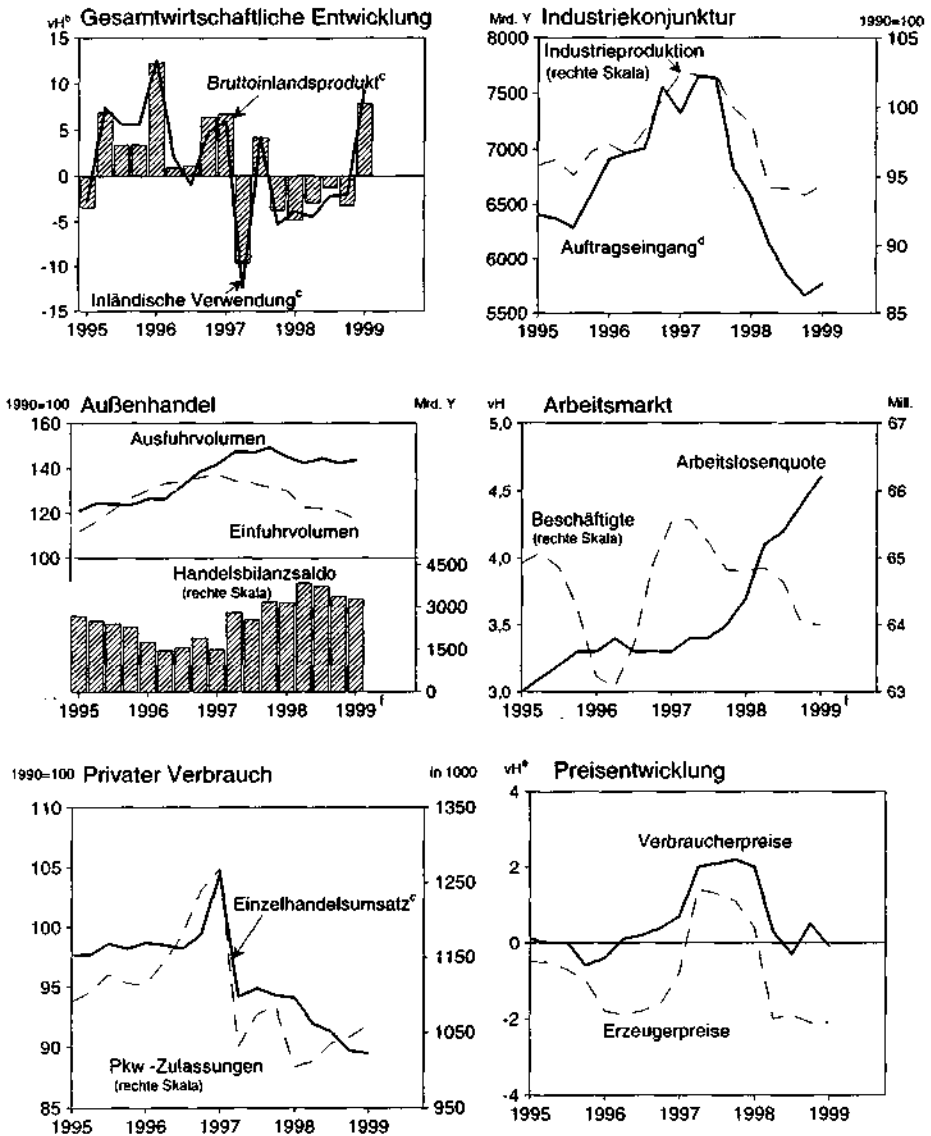 vH^b Gesamtwirtschaftliche Entwicklung
15
10
5
0
-5
-10
-15
Bruttoinlandsprodukt^c
Inländische Verwendung^c
1995 1996 1997 1998 1999
Mrd. Y Industriekonjunktur 1990=100
8000
7500
7000
6500
6000
5500
Industrieproduktion
(rechte Skala)
Auftragseingang^d
105
100
95
90
85
1995 1996 1997 1998 1999
1990=100 Außenhandel Mrd. Y
160
140
120
100
Ausfuhrvolumen
Einfuhrvolumen
Handelsbilanzsaldo
(rechte Skala)
4500
3000
1500
0
1995 1996 1997 1998 1999^f
vH Arbeitsmarkt Mill.
5,0
4,5
4,0
3,5
3,0
Arbeitslosenquote
Beschäftigte
(rechte Skala)
67
66
65
64
63
1995 1996 1997 1998 1999^f
1990=100 Privater Verbrauch in 1000
110
105
100
95
90
85
Einzelhandelsumsatz^c
Pkw -Zulassungen
(rechte Skala)
1350
1250
1150
1050
950
1995 1996 1997 1998 1999
vH^e Preisentwicklung
4
2
0
-2
-4
Verbraucherpreise
Erzeugerpreise
1995 1996 1997 1998 1999